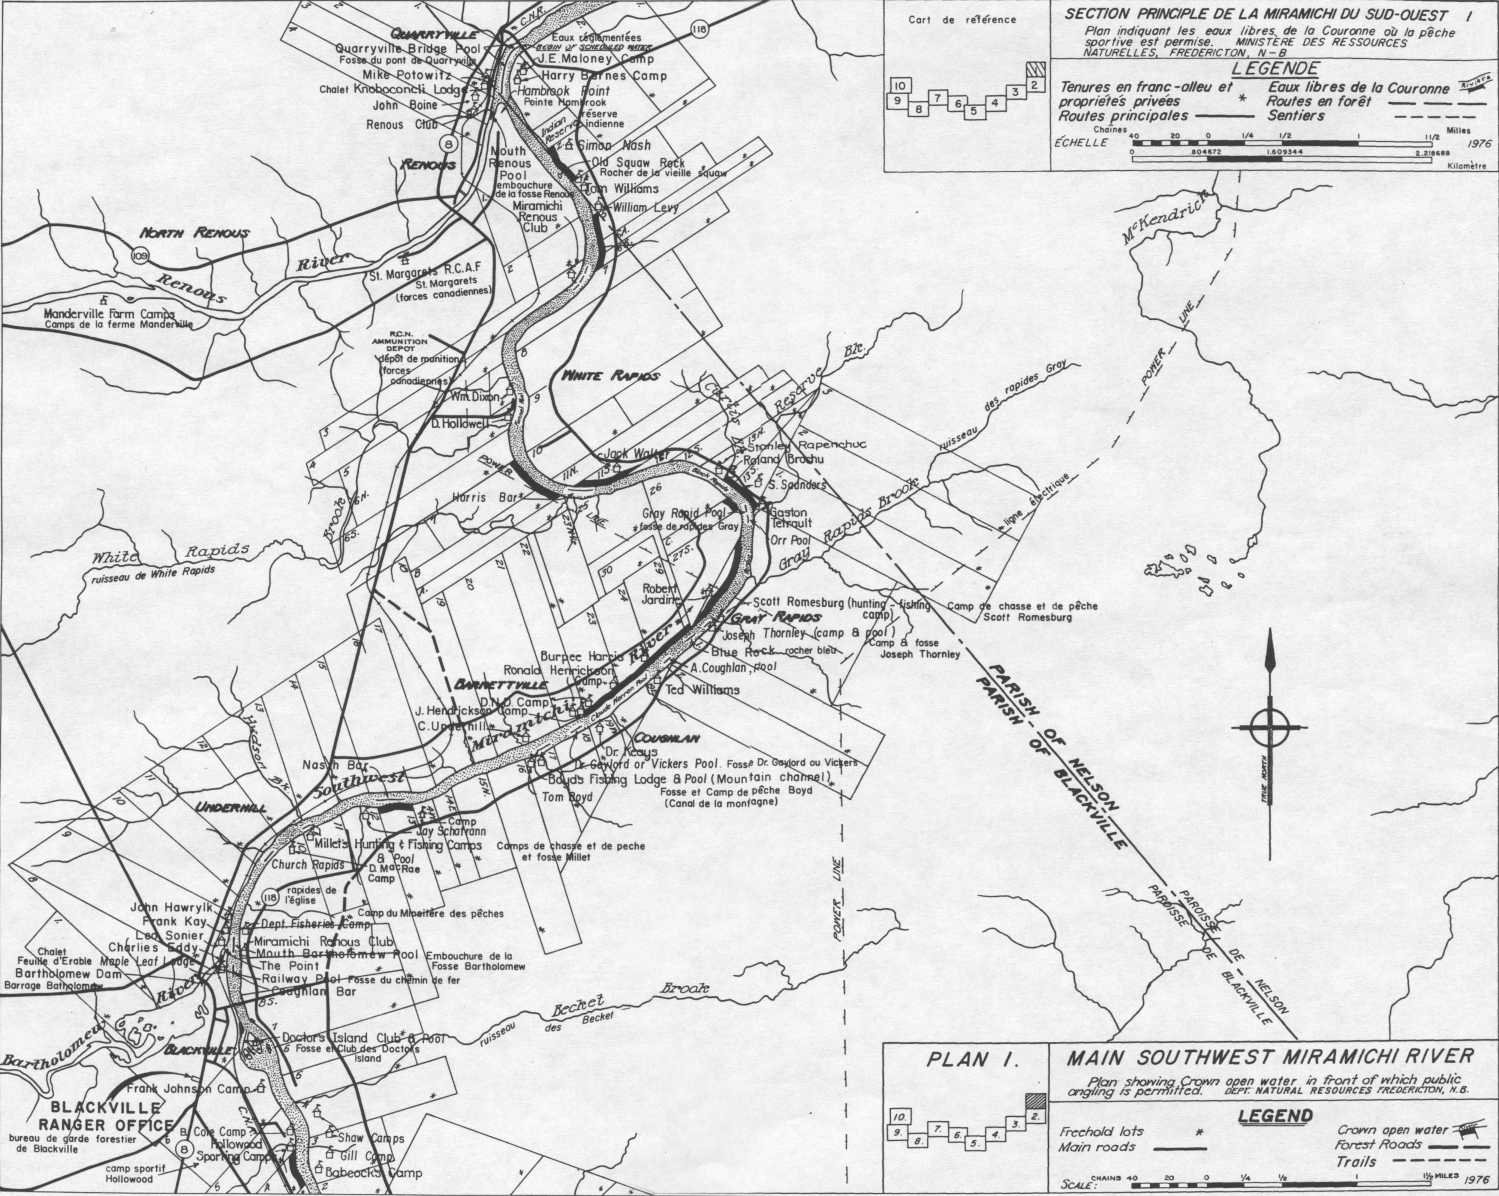 Cart de reference
SECTION PRINCIPLE DE LA MIRAMICHI DU SUD-OUEST 1
Plan indiquant les eaux libres de la Couronne où la pêche
sportive est permise. MINISTERE DES RESSOURCES
NATURELLES, FREDERICTON, N-B
LEGENDE
Tenures en franc-alleu et
propriétés privées *
Routes principales
Eaux libres de la Couronne
Routes en forêt
Sentiers
ÉCHELLE
Chaînes 40 20 0 1/4 1/2 1 1 1/2 Milles
0 .804672 1.609344 2.218688 Kilomètre
1976
10 9 8 7 6 5 4 3 2
QUARRYVILLE
Quarryville Bridge Pool
Fosse du pont de Quarryville
Mike Potowitz
Chalet Knoboconcli Lodge
John Boine
Renous Club
C.N.R.
118
Eaux réglementées
BEGIN OF SCHEDULED WATER
J.E. Maloney Camp
Harry Barnes Camp
Hambrook Point
Pointe Hambrook
réserve
indienne
Indian
Reserve
8
RENOUS
Mouth
Renous
Pool
embouchure
de la fosse Renous
Miramichi
Renous
Club
Simon Nash
Old Squaw Rock
Rocher de la vieille squaw
Tom Williams
William Levy
NORTH RENOUS
109
Renous River
St. Margarets R.C.A.F
St. Margarets
(forces canadiennes)
Manderville Farm Camps
Camps de la ferme Manderville
R.C.N.
AMMUNITION
DEPOT
dépôt de munition
(forces
canadiennes)
Wm. Dixon
D. Hollowell
WHITE RAPIDS
McKendrick
POWER LINE
Curtis Bk.
Reserve Bk.
ruisseau des rapides Gray
Jack Walter
Stanley Rapenchuc
Roland Brochu
S. Saunders
POWER LINE
Harris Bar
Gray Rapid Pool
fosse de rapides Gray
Gaston
Tetrault
Orr Pool
Gray Rapids Brook
ligne électrique
White Rapids Brook
ruisseau de White Rapids
Robert
Jardine
Scott Romesburg (hunting - fishing
camp)
Camp de chasse et de pêche
Scott Romesburg
GRAY RAPIDS
Joseph Thornley (camp & pool)
Camp & fosse
Joseph Thornley
Blue Rock rocher bleu
A. Coughlan, pool
Ted Williams
Burpee Harris
Ronald Henrickson
Camp
BARNETTVILLE
D.N.D. Camp
J. Hendrickson Camp
C. Underhill
Southwest Miramichi River
COUGHLAN
Dr. Keays
Dr. Gaylord or Vickers Pool. Fosse Dr. Gaylord ou Vickers
Boyd's Fishing Lodge & Pool (Mountain channel)
Fosse et Camp de pêche Boyd
(Canal de la montagne)
Tom Boyd
PARISH OF NELSON
PARISH OF BLACKVILLE
TRUE NORTH
Hudson Bk.
Nash Bar
UNDERHILL
Camp
Jay Schafrann
Millet's Hunting & Fishing Camps
& Pool
Camps de chasse et de peche
et fosse Millet
Church Rapids
rapides de
l'église
D. MacRae
Camp
118
POWER LINE
PAROISSE DE NELSON
PAROISSE DE BLACKVILLE
John Hawrylk
Frank Kay
Leo Sonier
Charlies Eddy
Chalet
Feuille d'Erable Maple Leaf Lodge
Bartholomew Dam
Barrage Batholomew
Dept. Fisheries Camp
Camp du Minsitère des pêches
Miramichi Renous Club
Mouth Bartholomew Pool
Embouchure de la
Fosse Bartholomew
The Point
Railway Pool Fosse du chemin de fer
Coughlan Bar
Bartholomew River
Becket Brook
ruisseau des Becket
BLACKVILLE
Doctor's Island Club & Pool
Fosse et Club des Doctors
Island
Frank Johnson Camp
BLACKVILLE
RANGER OFFICE
bureau de garde forestier
de Blackville
C.N.R.
8
B. Cole Camp
Hollowood
Sporting Camp
camp sportif
Hollowood
Shaw Camps
Gill Camp
Babcocks Camp
PLAN 1.
10. 9. 8. 7. 6. 5. 4. 3. 2.
MAIN SOUTHWEST MIRAMICHI RIVER
Plan showing Crown open water in front of which public
angling is permitted. DEPT. NATURAL RESOURCES FREDERICTON, N.B.
LEGEND
Freehold lots *
Main roads
Crown open water
Forest Roads
Trails
SCALE: CHAINS 40 20 0 1/4 1/2 1 1 1/2 MILES 1976